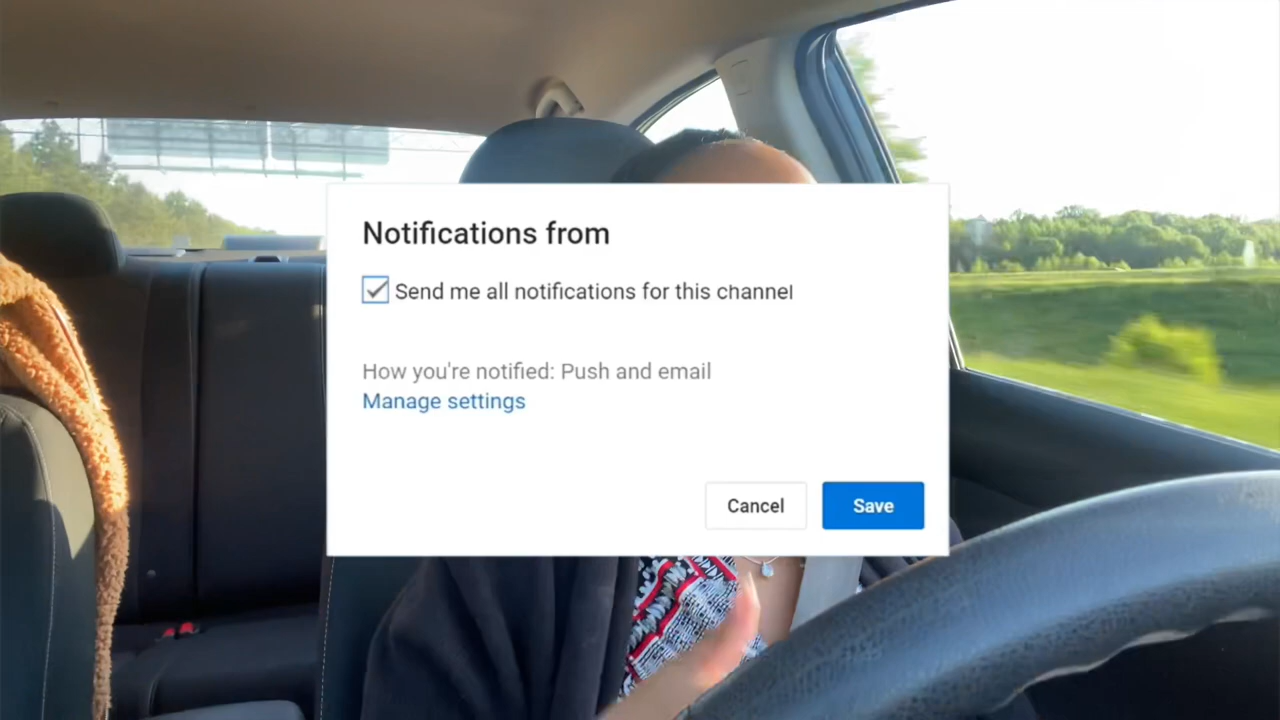 Notifications from
Send me all notifications for this channel
How you're notified: Push and email
Manage settings
Cancel
Save